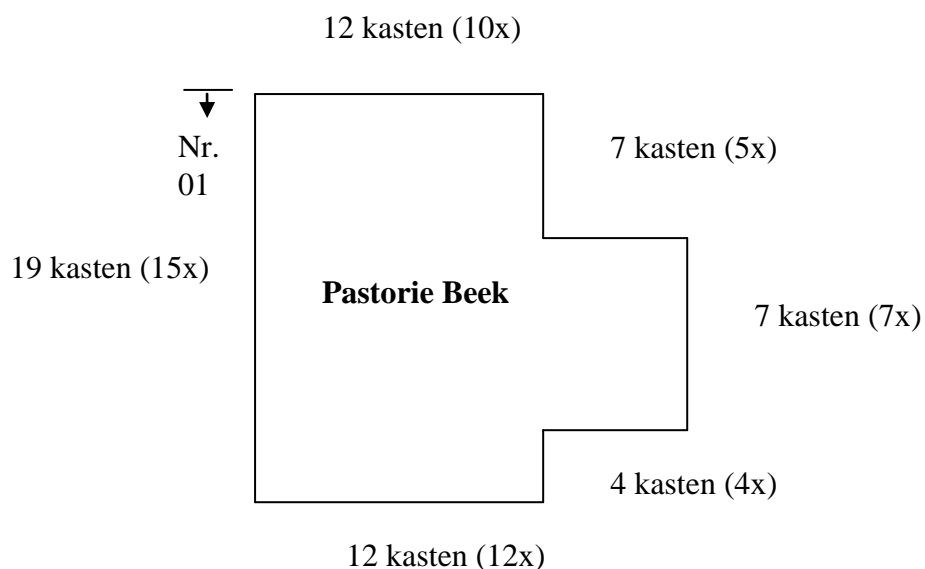 12 kasten (10x)
Nr.
01
7 kasten (5x)
19 kasten (15x)
Pastorie Beek
7 kasten (7x)
4 kasten (4x)
12 kasten (12x)